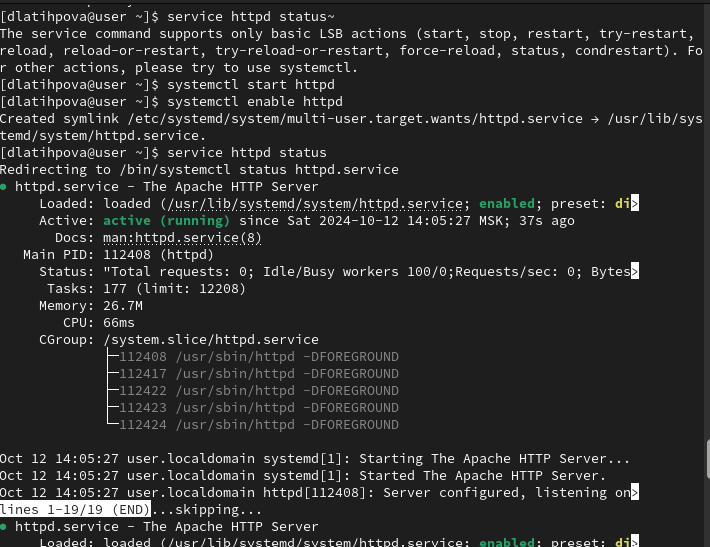 [dlatihpova@user ~]$ service httpd status~
The service command supports only basic LSB actions (start, stop, restart, try-restart,
reload, reload-or-restart, try-reload-or-restart, force-reload, status, condrestart). Fo
r other actions, please try to use systemctl.
[dlatihpova@user ~]$ systemctl start httpd
[dlatihpova@user ~]$ systemctl enable httpd
Created symlink /etc/systemd/system/multi-user.target.wants/httpd.service → /usr/lib/sys
temd/system/httpd.service.
[dlatihpova@user ~]$ service httpd status
Redirecting to /bin/systemctl status httpd.service
● httpd.service - The Apache HTTP Server
Loaded: loaded (/usr/lib/systemd/system/httpd.service; enabled; preset: di>
Active: active (running) since Sat 2024-10-12 14:05:27 MSK; 37s ago
Docs: man:httpd.service(8)
Main PID: 112408 (httpd)
Status: "Total requests: 0; Idle/Busy workers 100/0;Requests/sec: 0; Bytes>
Tasks: 177 (limit: 12208)
Memory: 26.7M
CPU: 66ms
CGroup: /system.slice/httpd.service
├─112408 /usr/sbin/httpd -DFOREGROUND
├─112417 /usr/sbin/httpd -DFOREGROUND
├─112422 /usr/sbin/httpd -DFOREGROUND
├─112423 /usr/sbin/httpd -DFOREGROUND
└─112424 /usr/sbin/httpd -DFOREGROUND
Oct 12 14:05:27 user.localdomain systemd[1]: Starting The Apache HTTP Server...
Oct 12 14:05:27 user.localdomain systemd[1]: Started The Apache HTTP Server.
Oct 12 14:05:27 user.localdomain httpd[112408]: Server configured, listening on>
lines 1-19/19 (END)...skipping...
● httpd.service - The Apache HTTP Server
Loaded: loaded (/usr/lib/systemd/system/httpd.service; enabled; preset: di>